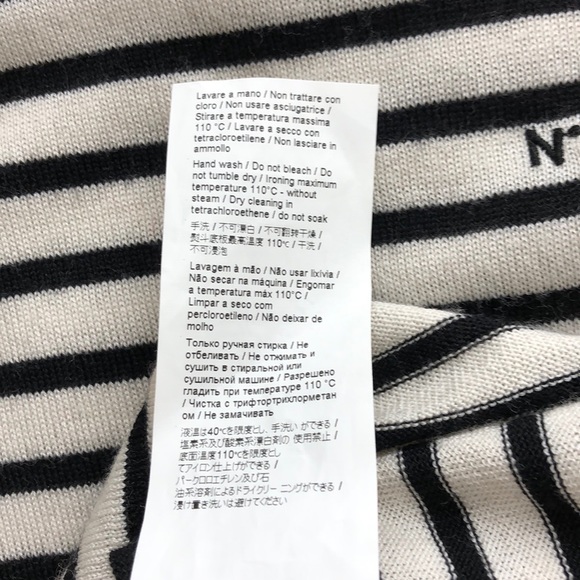 Lavare a mano / Non trattare con
cloro / Non usare asciugatrice /
Stirare a temperatura massima
110 °C / Lavare a secco con
tetracloroetilene / Non lasciare in
ammollo
Hand wash / Do not bleach / Do
not tumble dry / Ironing maximum
temperature 110°C - without
steam / Dry cleaning in
tetrachloroethene / do not soak
手洗 / 不可漂白 / 不可翻转干燥 /
熨斗底板最高温度 110℃ / 干洗 /
不可浸泡
Lavagem à mão / Não usar lixivia /
Não secar na máquina / Engomar
a temperatura máx 110°C /
Limpar a seco com
percloroetileno / Não deixar de
molho
Только ручная стирка / Не
отбеливать / Не отжимать и
сушить в стиральной или
сушильной машине / Разрешено
гладить при температуре 110 °C
/ Чистка с трифтортрихлорметан
ом / Не замачивать
液温は40℃を限度とし、手洗い ができる /
塩素系及び酸素系漂白剤の 使用禁止 /
底面温度110℃を限度とし
てアイロン仕上げができる /
パークロロエチレン及び石
油系溶剤によるドライクリー ニングができる /
浸け置き洗いは避けてください
N°